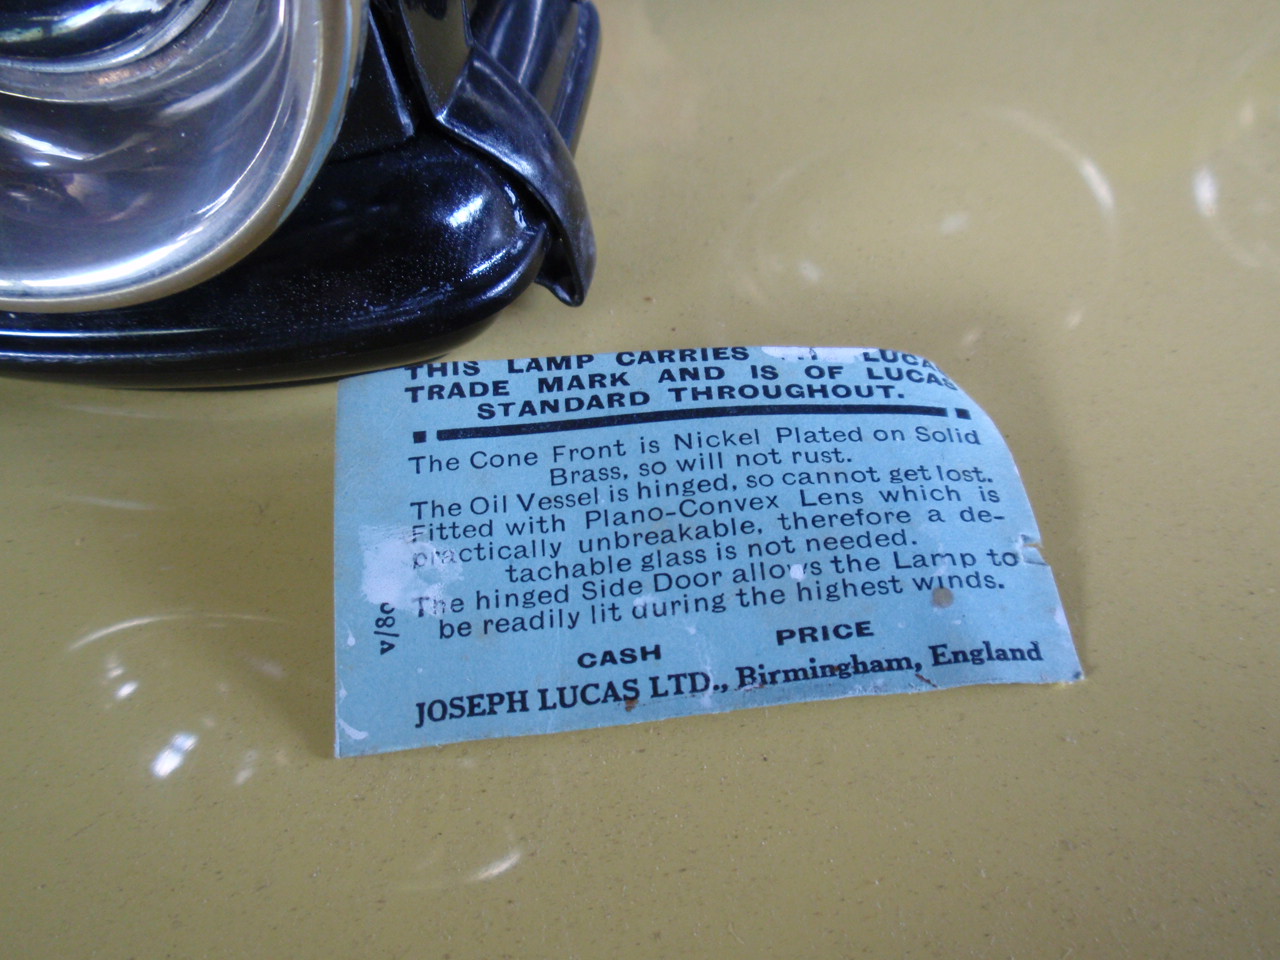 THIS LAMP CARRIES LUCAS
TRADE MARK AND IS OF LUCAS
STANDARD THROUGHOUT.
The Cone Front is Nickel Plated on Solid
Brass, so will not rust.
The Oil Vessel is hinged, so cannot get lost.
Fitted with Plano-Convex Lens which is
practically unbreakable, therefore a de-
tachable glass is not needed.
The hinged Side Door allows the Lamp to
be readily lit during the highest winds.
CASH PRICE
JOSEPH LUCAS LTD., Birmingham, England